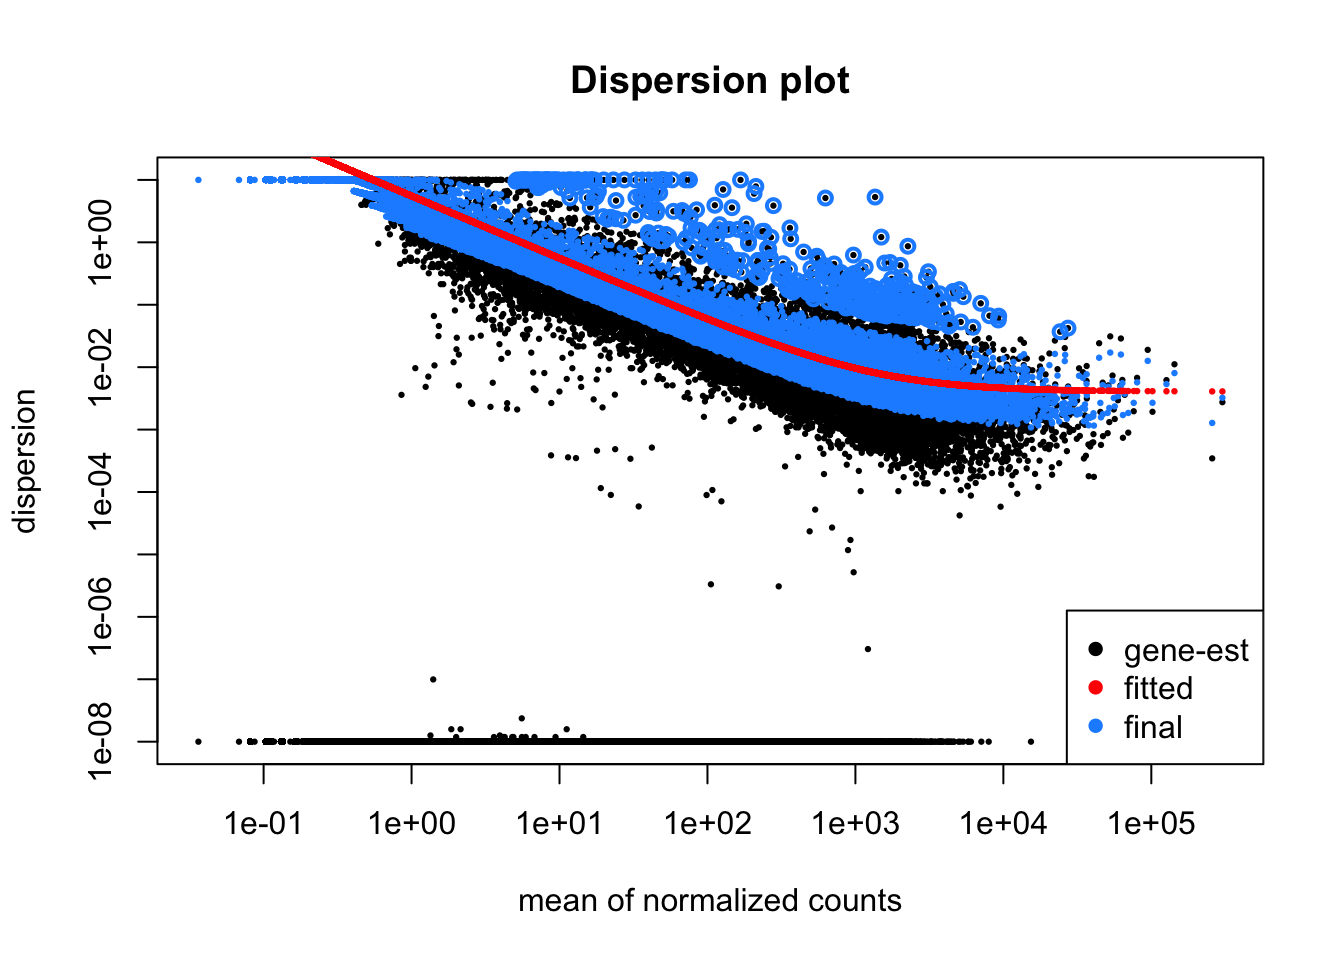 Dispersion plot
dispersion
1e+00
1e-02
1e-04
1e-06
1e-08
1e-01 1e+00 1e+01 1e+02 1e+03 1e+04 1e+05
mean of normalized counts
gene-est
fitted
final